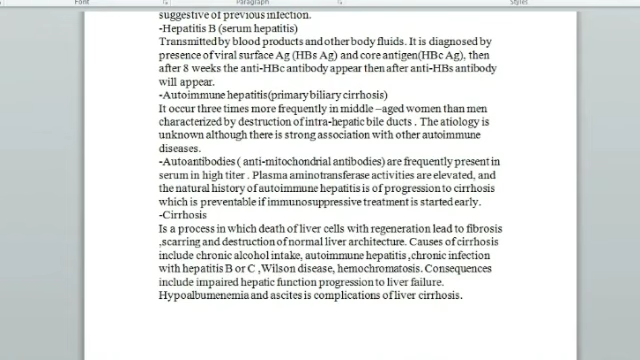 Font
Paragraph
Styles
suggestive of previous infection.
-Hepatitis B (serum hepatitis)
Transmitted by blood products and other body fluids. It is diagnosed by
presence of viral surface Ag (HBs Ag) and core antigen(HBc Ag), then
after 8 weeks the anti-HBc antibody appear then after anti-HBs antibody
will appear.
-Autoimmune hepatitis(primary biliary cirrhosis)
It occur three times more frequently in middle –aged women than men
characterized by destruction of intra-hepatic bile ducts . The atiology is
unknown although there is strong association with other autoimmune
diseases.
-Autoantibodies ( anti-mitochondrial antibodies) are frequently present in
serum in high titer . Plasma aminotransferase activities are elevated, and
the natural history of autoimmune hepatitis is of progression to cirrhosis
which is preventable if immunosuppressive treatment is started early.
-Cirrhosis
Is a process in which death of liver cells with regeneration lead to fibrosis
,scarring and destruction of normal liver architecture. Causes of cirrhosis
include chronic alcohol intake, autoimmune hepatitis ,chronic infection
with hepatitis B or C ,Wilson disease, hemochromatosis. Consequences
include impaired hepatic function progression to liver failure.
Hypoalbumenemia and ascites is complications of liver cirrhosis.